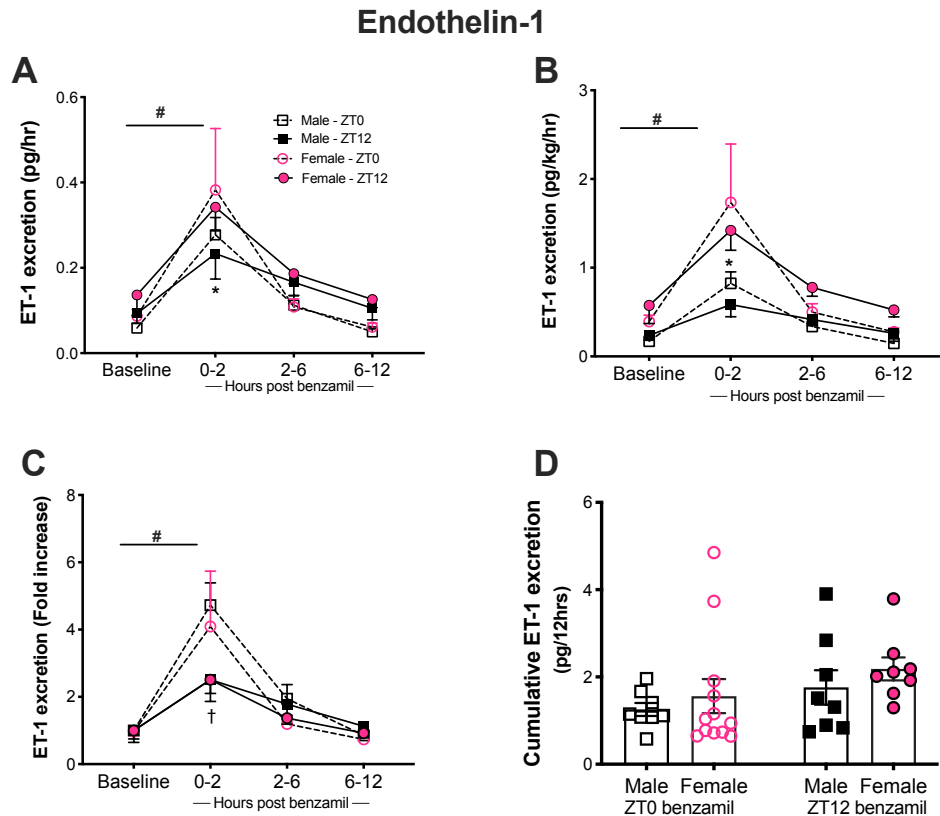 Endothelin-1
A
ET-1 excretion (pg/hr)
0.6
0.4
0.2
0.0
#
*
Male - ZT0
Male - ZT12
Female - ZT0
Female - ZT12
Baseline 0-2 2-6 6-12
— Hours post benzamil —
B
ET-1 excretion (pg/kg/hr)
3
2
1
0
#
*
Baseline 0-2 2-6 6-12
— Hours post benzamil —
C
ET-1 excretion (Fold increase)
8
6
4
2
0
#
†
Baseline 0-2 2-6 6-12
— Hours post benzamil —
D
Cumulative ET-1 excretion
(pg/12hrs)
6
4
2
0
Male Female Male Female
ZT0 benzamil ZT12 benzamil